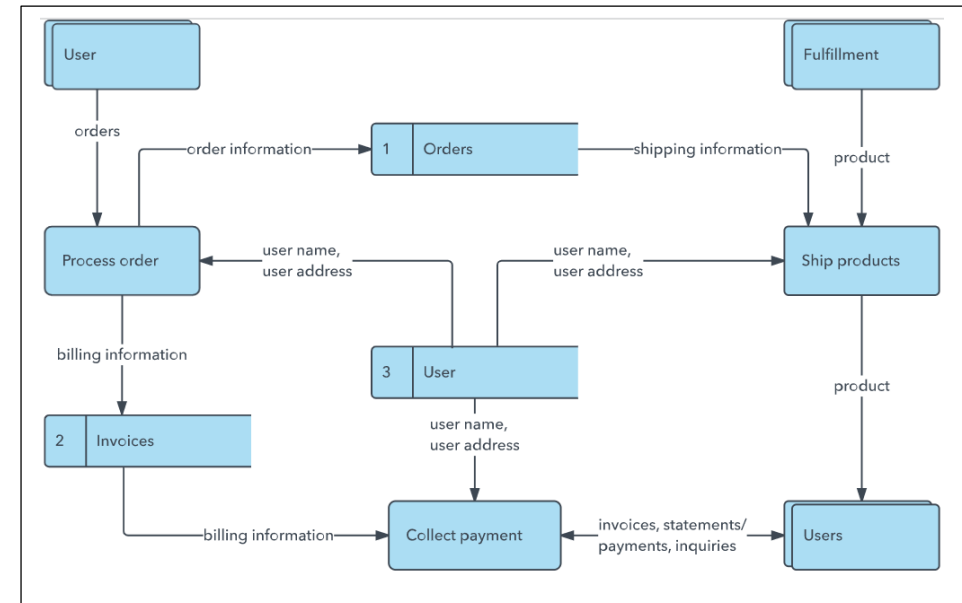 User
Fulfillment
orders
order information
1
Orders
shipping information
product
Process order
user name,
user address
user name,
user address
Ship products
billing information
3
User
product
2
Invoices
user name,
user address
billing information
Collect payment
invoices, statements/
payments, inquiries
Users